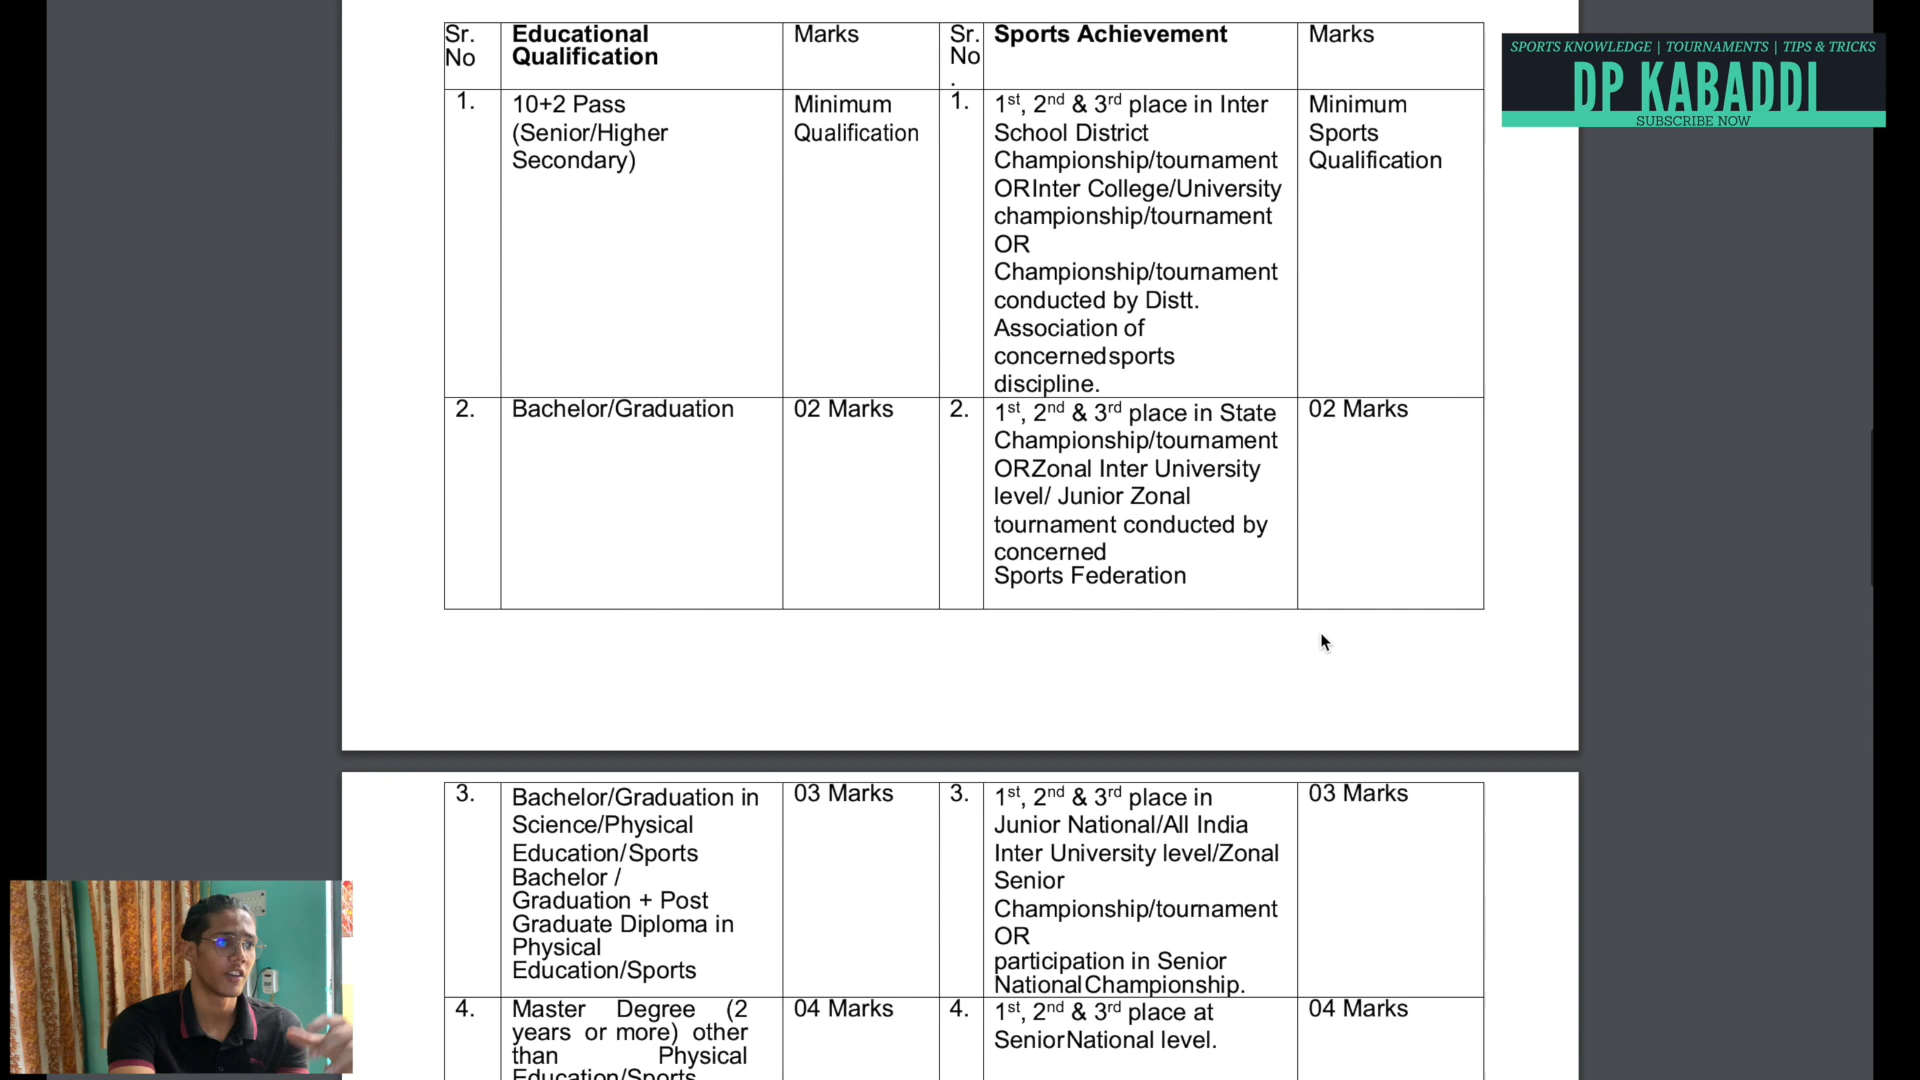 Sr.
No
Educational
Qualification
Marks
Sr.
No
.
Sports Achievement
Marks
1.
10+2 Pass
(Senior/Higher
Secondary)
Minimum
Qualification
1.
1st, 2nd & 3rd place in Inter
School District
Championship/tournament
ORInter College/University
championship/tournament
OR
Championship/tournament
conducted by Distt.
Association of
concernedsports
discipline.
Minimum
Sports
Qualification
2.
Bachelor/Graduation
02 Marks
2.
1st, 2nd & 3rd place in State
Championship/tournament
ORZonal Inter University
level/ Junior Zonal
tournament conducted by
concerned
Sports Federation
02 Marks
3.
Bachelor/Graduation in
Science/Physical
Education/Sports
Bachelor /
Graduation + Post
Graduate Diploma in
Physical
Education/Sports
03 Marks
3.
1st, 2nd & 3rd place in
Junior National/All India
Inter University level/Zonal
Senior
Championship/tournament
OR
participation in Senior
NationalChampionship.
03 Marks
4.
Master Degree (2
years or more) other
than Physical
Education/Sports
04 Marks
4.
1st, 2nd & 3rd place at
SeniorNational level.
04 Marks
SPORTS KNOWLEDGE | TOURNAMENTS | TIPS & TRICKS
DP KABADDI
SUBSCRIBE NOW